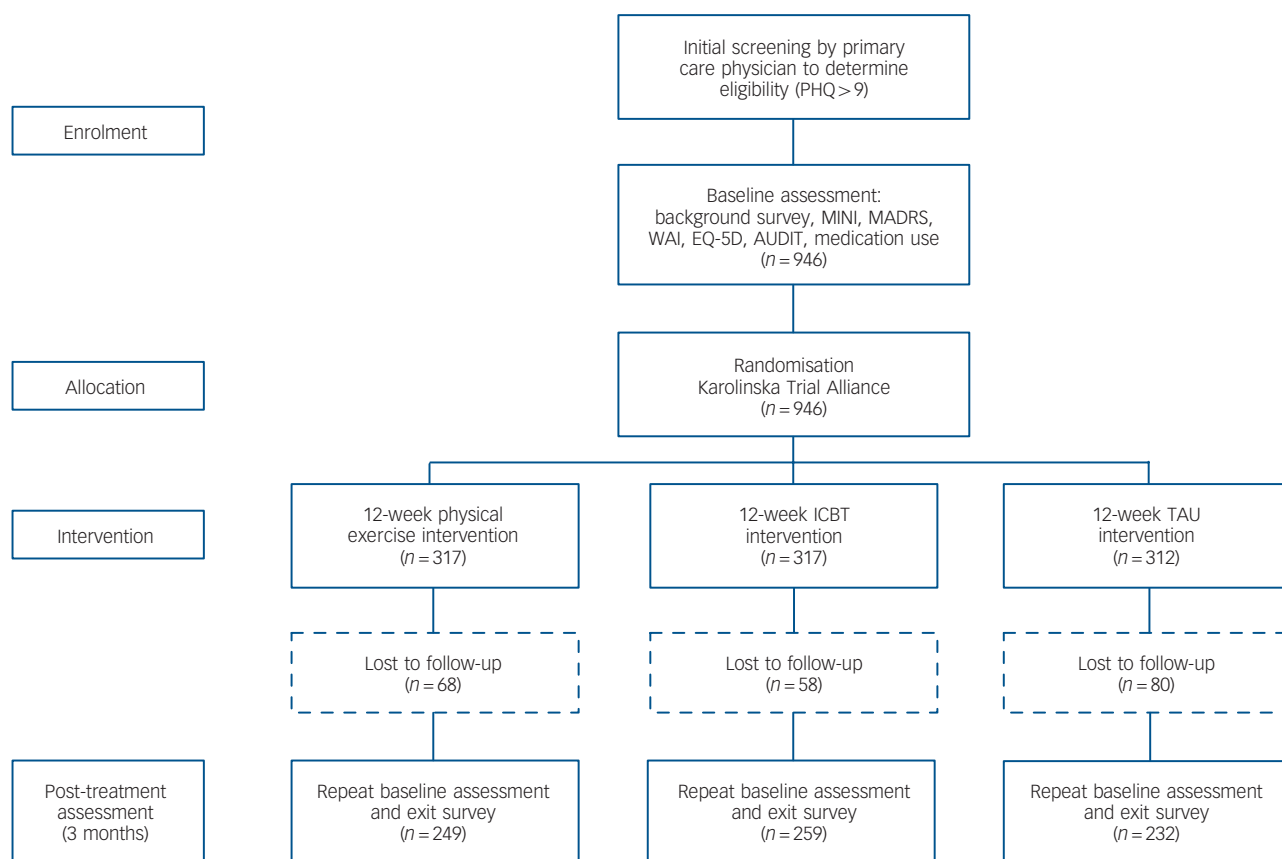 Initial screening by primary
care physician to determine
eligibility (PHQ > 9)
Enrolment
Baseline assessment:
background survey, MINI, MADRS,
WAI, EQ-5D, AUDIT, medication use
(n = 946)
Allocation
Randomisation
Karolinska Trial Alliance
(n = 946)
Intervention
12-week physical
exercise intervention
(n = 317)
12-week ICBT
intervention
(n = 317)
12-week TAU
intervention
(n = 312)
Lost to follow-up
(n = 68)
Lost to follow-up
(n = 58)
Lost to follow-up
(n = 80)
Post-treatment
assessment
(3 months)
Repeat baseline assessment
and exit survey
(n = 249)
Repeat baseline assessment
and exit survey
(n = 259)
Repeat baseline assessment
and exit survey
(n = 232)